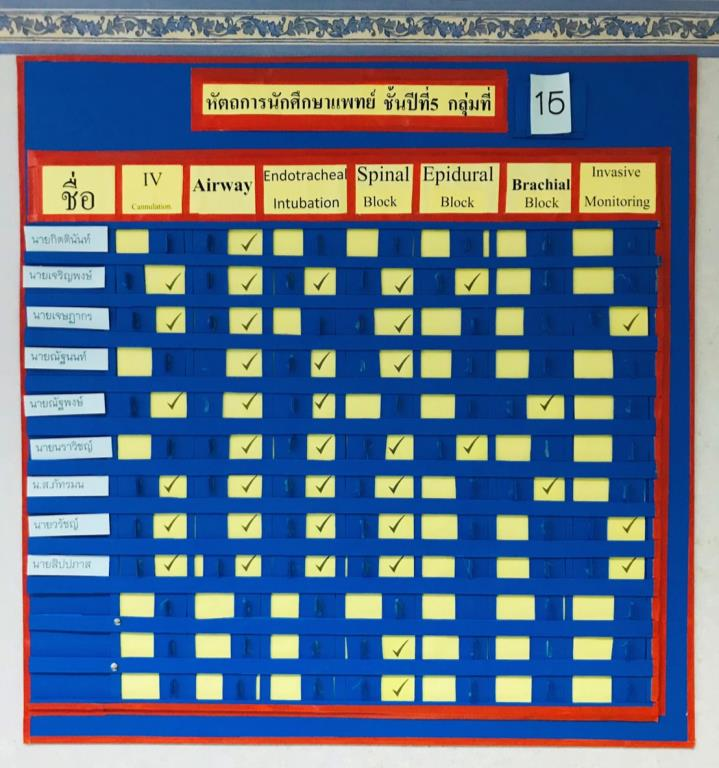 หัตถการนักศึกษาแพทย์ ชั้นปีที่5 กลุ่มที่ 15
ชื่อ IV Cannulation. Airway Endotracheal Intubation Spinal Block Epidural Block Brachial Block Invasive Monitoring
นายกิตตินันท์
นายเจริญพงษ์ ✓ ✓ ✓ ✓ ✓
นายเจษฎากร ✓ ✓ ✓ ✓
นายณัฐนนท์ ✓ ✓ ✓
นายณัฐพงษ์ ✓ ✓ ✓ ✓
นายนราวิชญ์ ✓ ✓ ✓ ✓
น.ส.ภัทรมน ✓ ✓ ✓ ✓ ✓
นายวรัชญ์ ✓ ✓ ✓ ✓ ✓
นายสิปปภาส ✓ ✓ ✓ ✓ ✓